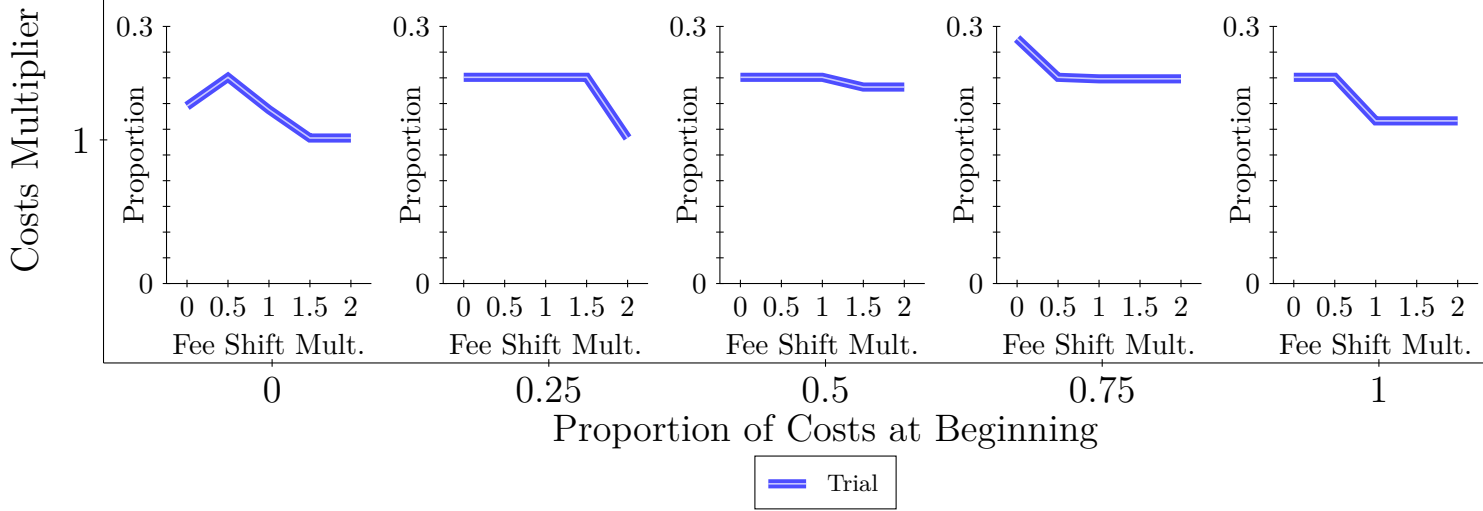 Costs Multiplier
1
0.3
0
Proportion
0 0.5 1 1.5 2
Fee Shift Mult.
0.3
0
Proportion
0 0.5 1 1.5 2
Fee Shift Mult.
0.3
0
Proportion
0 0.5 1 1.5 2
Fee Shift Mult.
0.3
0
Proportion
0 0.5 1 1.5 2
Fee Shift Mult.
0.3
0
Proportion
0 0.5 1 1.5 2
Fee Shift Mult.
0 0.25 0.5 0.75 1
Proportion of Costs at Beginning
Trial